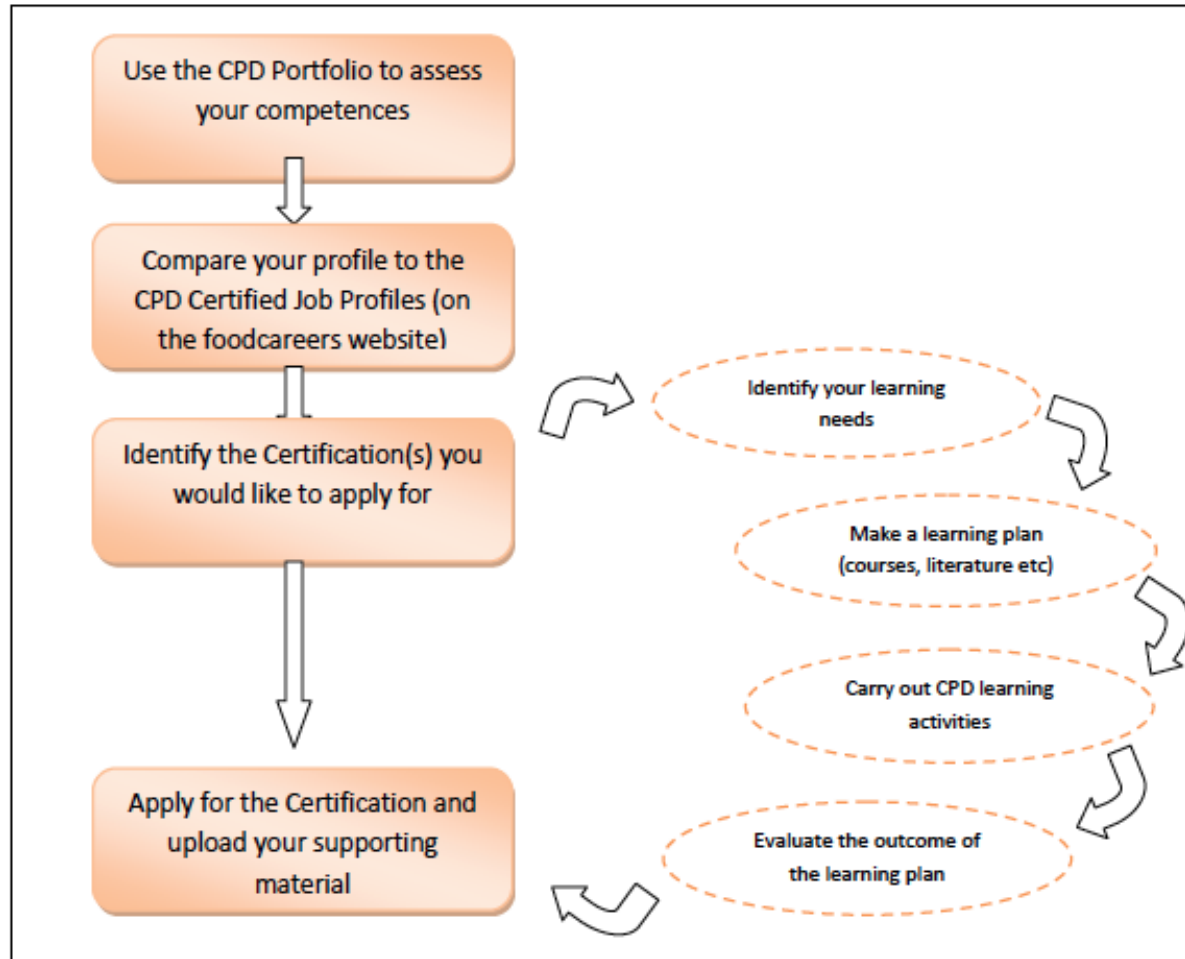 Use the CPD Portfolio to assess
your competences
Compare your profile to the
CPD Certified Job Profiles (on
the foodcareers website)
Identify the Certification(s) you
would like to apply for
Identify your learning
needs
Make a learning plan
(courses, literature etc)
Carry out CPD learning
activities
Evaluate the outcome of
the learning plan
Apply for the Certification and
upload your supporting
material